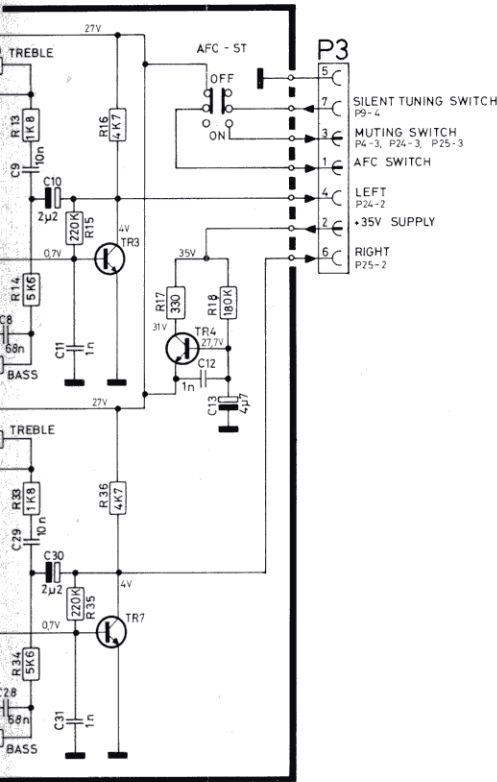 27V
TREBLE
AFC - ST
P3
OFF
5
7 SILENT TUNING SWITCH
P9-4
R13
1K8
R16
4K7
ON
3 MUTING SWITCH
P4-3, P24-3, P25-3
10n
C9
1 AFC SWITCH
C10
2µ2
4 LEFT
P24-2
220K
R15
4V
2 +35V SUPPLY
TR3
0,7V
35V
6 RIGHT
P25-2
R14
5K6
R17
330
R18
180K
31V
TR4
27,7V
C8
68n
C11
1n
C12
1n
BASS
C13
4µ7
27V
TREBLE
R33
1K8
R36
4K7
C29
10n
C30
2µ2
4V
220K
R35
0,7V
TR7
R34
5K6
C28
68n
C31
1n
BASS